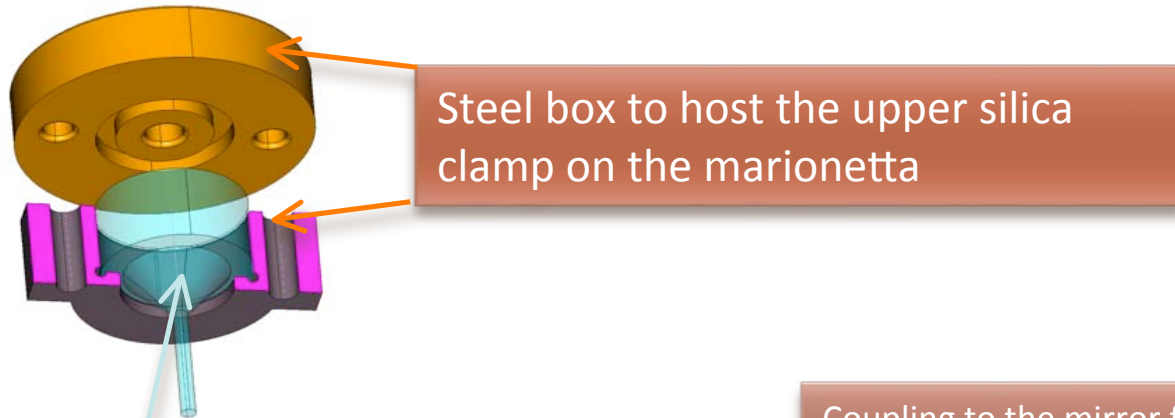 Steel box to host the upper silica
clamp on the marionetta
Coupling to the mirror